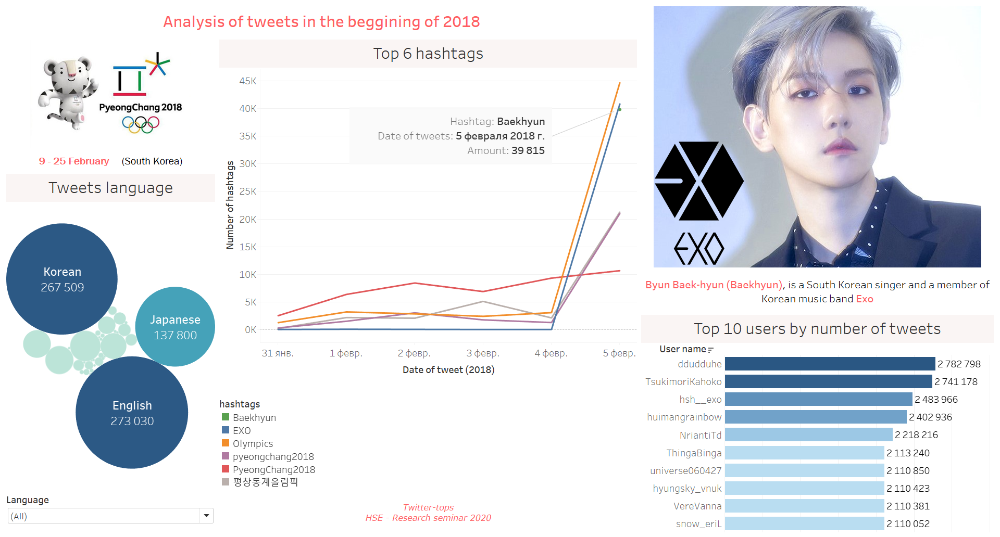 Analysis of tweets in the beggining of 2018
PyeongChang 2018
9 - 25 February (South Korea)
Tweets language
Korean
267 509
Japanese
137 800
English
273 030
Language
(All)
Top 6 hashtags
Number of hashtags
45K
40K
35K
30K
25K
20K
15K
10K
5K
0K
Hashtag: Baekhyun
Date of tweets: 5 февраля 2018 г.
Amount: 39 815
31 янв. 1 февр. 2 февр. 3 февр. 4 февр. 5 февр.
Date of tweet (2018)
hashtags
Baekhyun
EXO
Olympics
pyeongchang2018
PyeongChang2018
평창동계올림픽
Twitter-tops
HSE - Research seminar 2020
EXO
Byun Baek-hyun (Baekhyun), is a South Korean singer and a member of
Korean music band Exo
Top 10 users by number of tweets
User name
ddudduhe 2 782 798
TsukimoriKahoko 2 741 178
hsh__exo 2 483 966
huimangrainbow 2 402 936
NriantiTd 2 218 216
ThingaBinga 2 113 240
universe060427 2 110 850
hyungsky_vnuk 2 110 423
VereVanna 2 110 381
snow_eriL 2 110 052